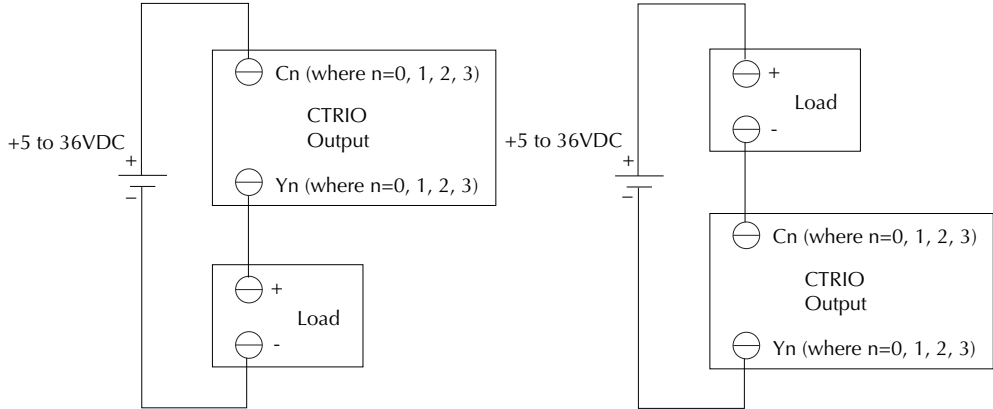 Cn (where n=0, 1, 2, 3)
CTRIO
Output
+5 to 36VDC
+
–
Yn (where n=0, 1, 2, 3)
+
Load
-
+
Load
-
+5 to 36VDC
+
–
Cn (where n=0, 1, 2, 3)
CTRIO
Output
Yn (where n=0, 1, 2, 3)